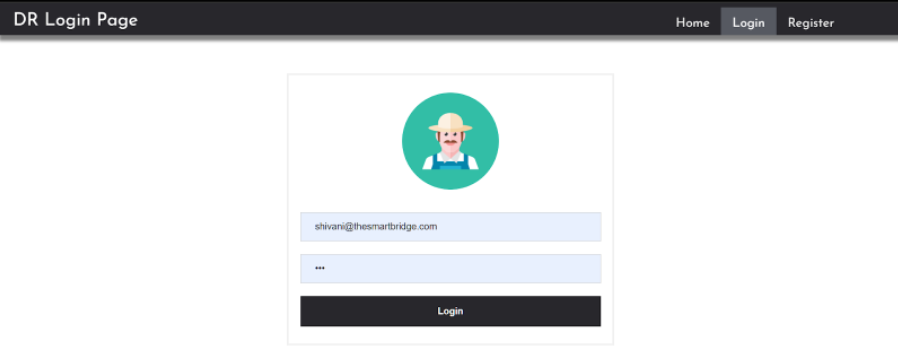 DR Login Page
Home Login Register
shivani@thesmartbridge.com
•••
Login